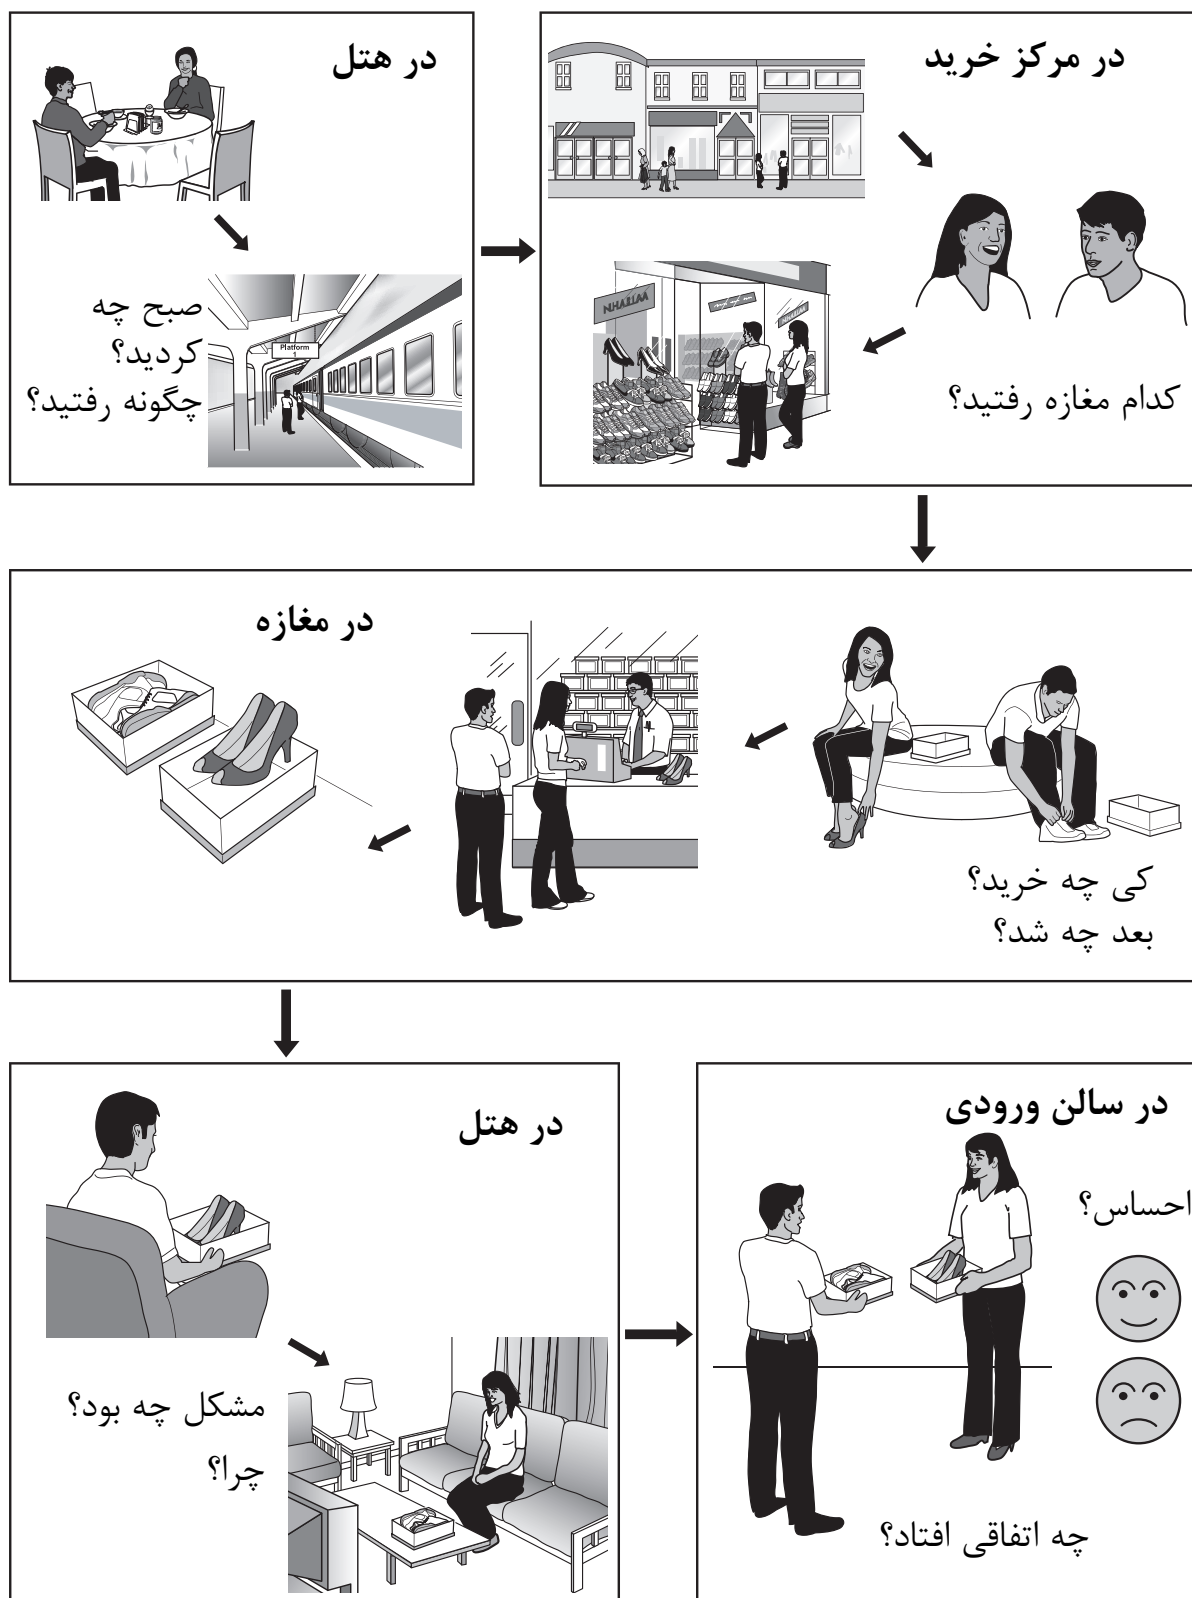 در هتل
صبح چه
کردید؟
چگونه رفتید؟
Platform
1
در مرکز خرید
کدام مغازه رفتید؟
در مغازه
کی چه خرید؟
بعد چه شد؟
در هتل
مشکل چه بود؟
چرا؟
در سالن ورودی
احساس؟
چه اتفاقی افتاد؟